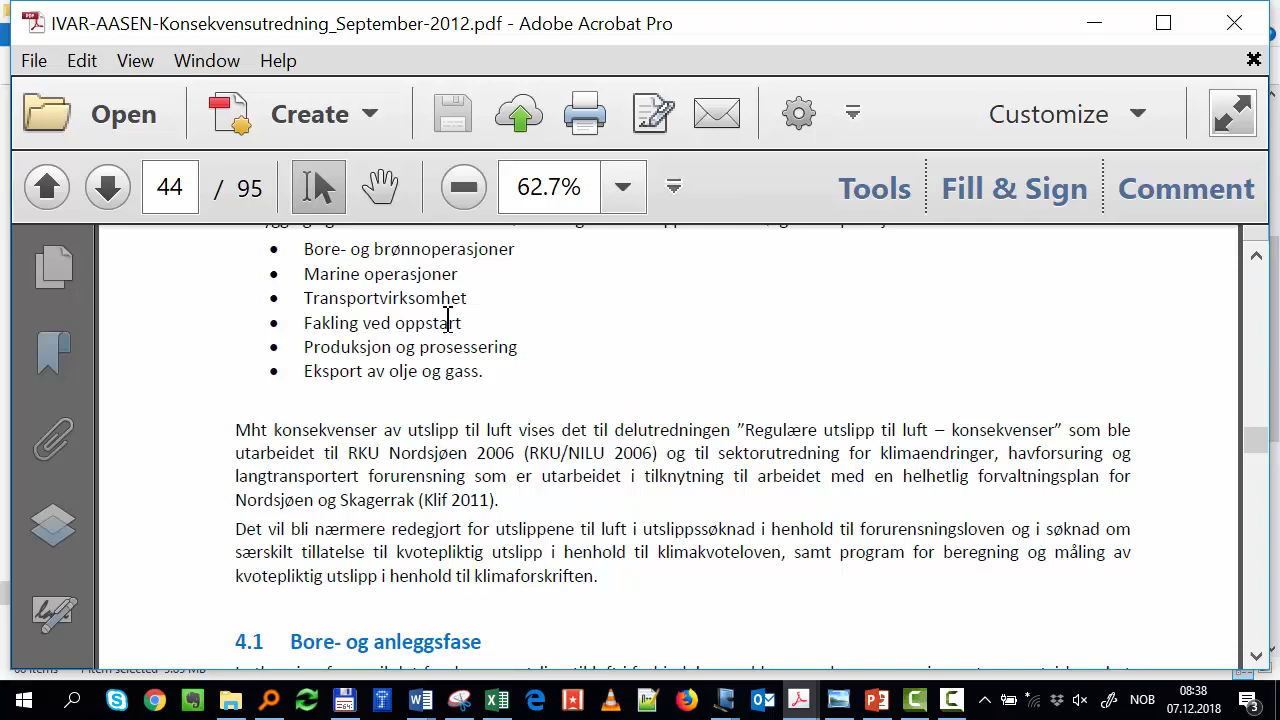 IVAR-AASEN-Konsekvensutredning_September-2012.pdf - Adobe Acrobat Pro
File Edit View Window Help
Open Create Customize
44 / 95 62.7% Tools Fill & Sign Comment
• Bore- og brønnoperasjoner
• Marine operasjoner
• Transportvirksomhet
• Fakling ved oppstart
• Produksjon og prosessering
• Eksport av olje og gass.
Mht konsekvenser av utslipp til luft vises det til delutredningen ”Regulære utslipp til luft – konsekvenser” som ble
utarbeidet til RKU Nordsjøen 2006 (RKU/NILU 2006) og til sektorutredning for klimaendringer, havforsuring og
langtransportert forurensning som er utarbeidet i tilknytning til arbeidet med en helhetlig forvaltningsplan for
Nordsjøen og Skagerrak (Klif 2011).
Det vil bli nærmere redegjort for utslippene til luft i utslippssøknad i henhold til forurensningsloven og i søknad om
særskilt tillatelse til kvotepliktig utslipp i henhold til klimakvoteloven, samt program for beregning og måling av
kvotepliktig utslipp i henhold til klimaforskriften.
4.1 Bore- og anleggsfase
NOB
08:38
07.12.2018
3